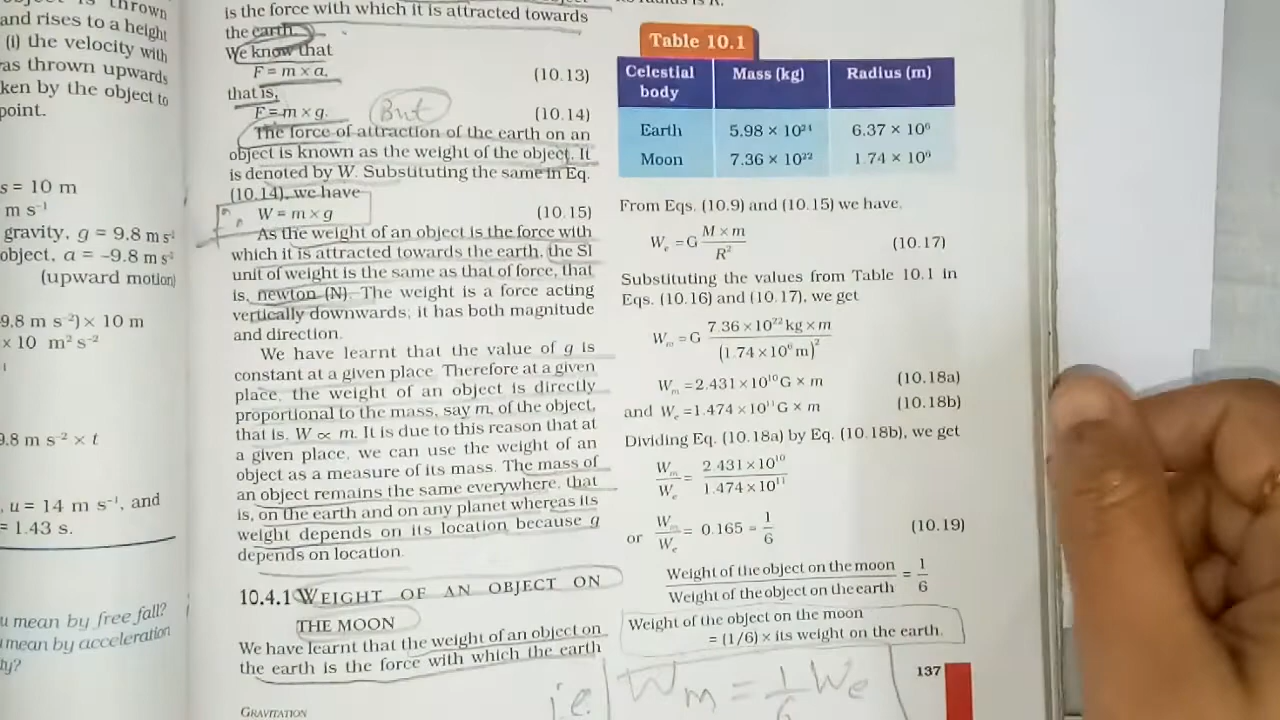 thrown
and rises to a height
(i) the velocity with
as thrown upwards
ken by the object to
point.
s = 10 m
m s⁻¹
gravity, g = 9.8 m s⁻²
object, a = –9.8 m s⁻²
(upward motion)
9.8 m s⁻²) × 10 m
× 10 m² s⁻²
9.8 m s⁻² × t
, u = 14 m s⁻¹, and
= 1.43 s.
u mean by free fall?
mean by acceleration
ty?
is the force with which it is attracted towards
the earth.
We know that
F = m × a, (10.13)
that is,
F = m × g. (10.14)
But
The force of attraction of the earth on an
object is known as the weight of the object. It
is denoted by W. Substituting the same in Eq.
(10.14), we have
W = m × g (10.15)
As the weight of an object is the force with
which it is attracted towards the earth, the SI
unit of weight is the same as that of force, that
is, newton (N). The weight is a force acting
vertically downwards; it has both magnitude
and direction.
We have learnt that the value of g is
constant at a given place. Therefore at a given
place, the weight of an object is directly
proportional to the mass, say m, of the object,
that is, W ∝ m. It is due to this reason that at
a given place, we can use the weight of an
object as a measure of its mass. The mass of
an object remains the same everywhere, that
is, on the earth and on any planet whereas its
weight depends on its location because g
depends on location.
10.4.1 WEIGHT OF AN OBJECT ON
THE MOON
We have learnt that the weight of an object on
the earth is the force with which the earth
GRAVITATION
Table 10.1
Celestial body Mass (kg) Radius (m)
Earth 5.98 × 10²⁴ 6.37 × 10⁶
Moon 7.36 × 10²² 1.74 × 10⁶
From Eqs. (10.9) and (10.15) we have,
Wₑ = G M × m / R² (10.17)
Substituting the values from Table 10.1 in
Eqs. (10.16) and (10.17), we get
Wₘ = G 7.36 × 10²² kg × m / (1.74 × 10⁶ m)²
Wₘ = 2.431 × 10¹⁰ G × m (10.18a)
and Wₑ = 1.474 × 10¹¹ G × m (10.18b)
Dividing Eq. (10.18a) by Eq. (10.18b), we get
Wₘ / Wₑ = 2.431 × 10¹⁰ / 1.474 × 10¹¹
or Wₘ / Wₑ = 0.165 = 1/6 (10.19)
Weight of the object on the moon / Weight of the object on the earth = 1/6
Weight of the object on the moon
= (1/6) × its weight on the earth.
i.e. Wm = 1/6 We
137